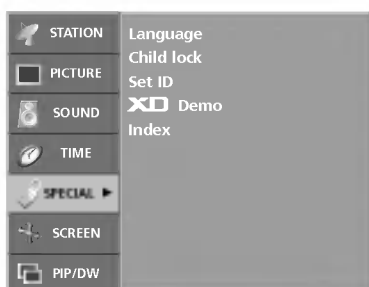 STATION
PICTURE
SOUND
TIME
SPECIAL
SCREEN
PIP/DW
Language
Child lock
Set ID
XD Demo
Index